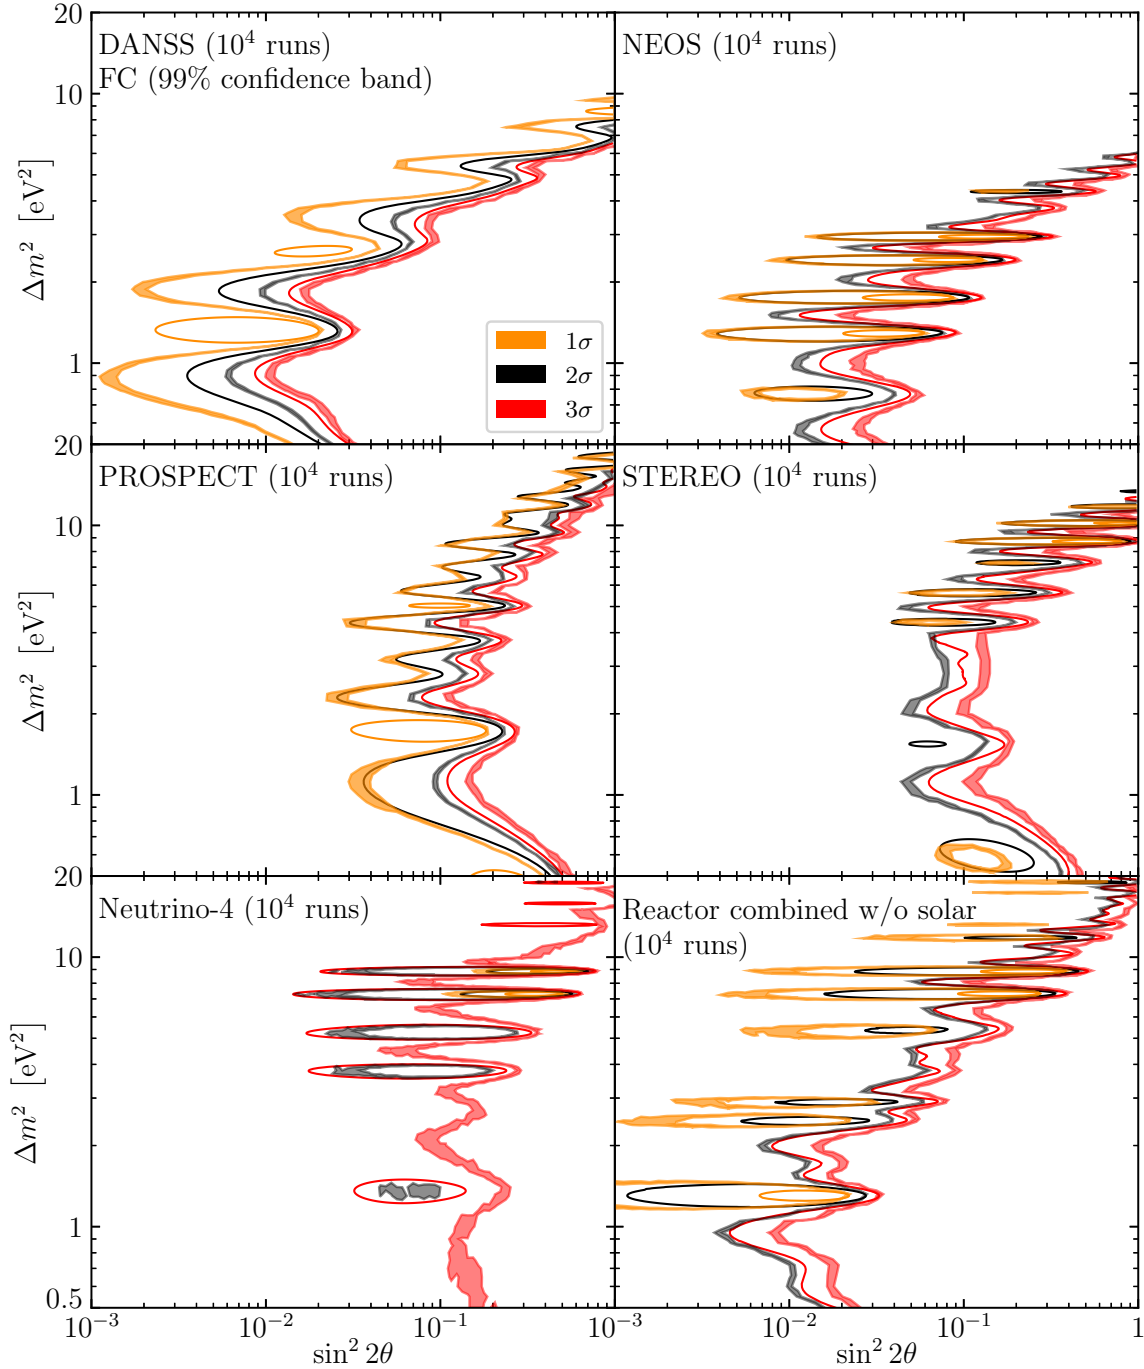 20
DANSS (10⁴ runs)
FC (99% confidence band)
NEOS (10⁴ runs)
10
Δm² [eV²]
1σ
2σ
3σ
1
20
PROSPECT (10⁴ runs)
STEREO (10⁴ runs)
10
Δm² [eV²]
1
20
Neutrino-4 (10⁴ runs)
Reactor combined w/o solar
(10⁴ runs)
10
Δm² [eV²]
1
0.5
10⁻³ 10⁻² 10⁻¹ 10⁻³ 10⁻² 10⁻¹ 1
sin² 2θ sin² 2θ